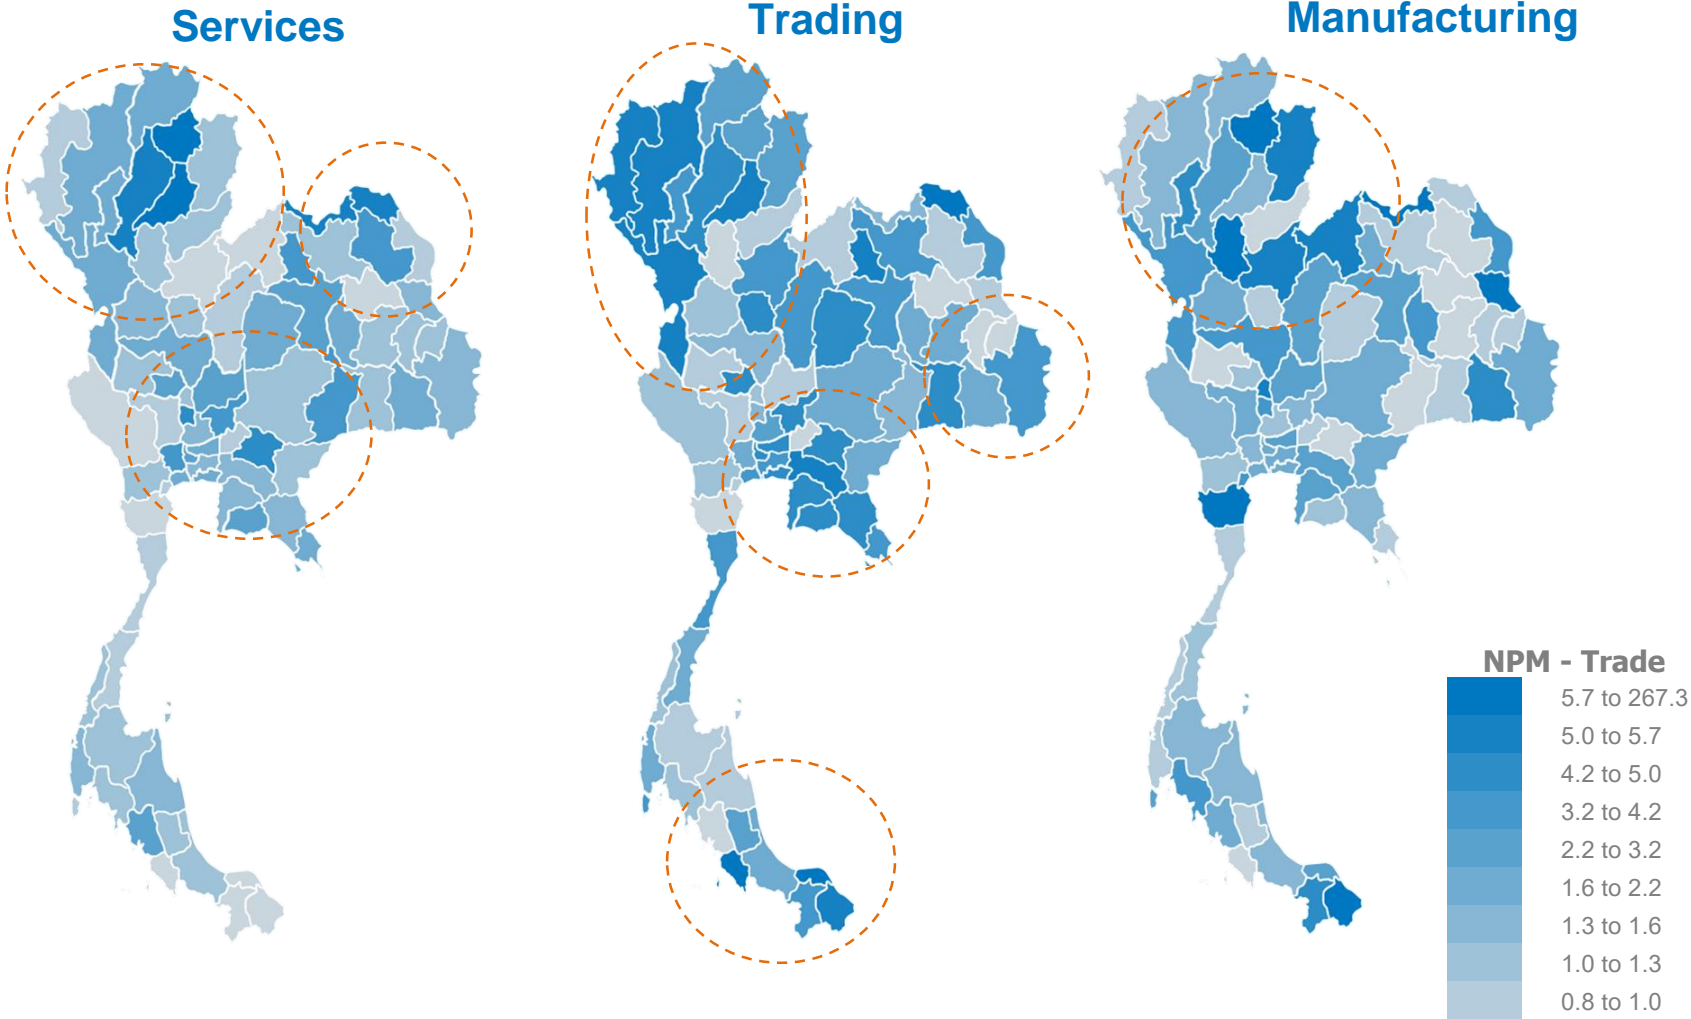 Services
Trading
Manufacturing
NPM - Trade
5.7 to 267.3
5.0 to 5.7
4.2 to 5.0
3.2 to 4.2
2.2 to 3.2
1.6 to 2.2
1.3 to 1.6
1.0 to 1.3
0.8 to 1.0